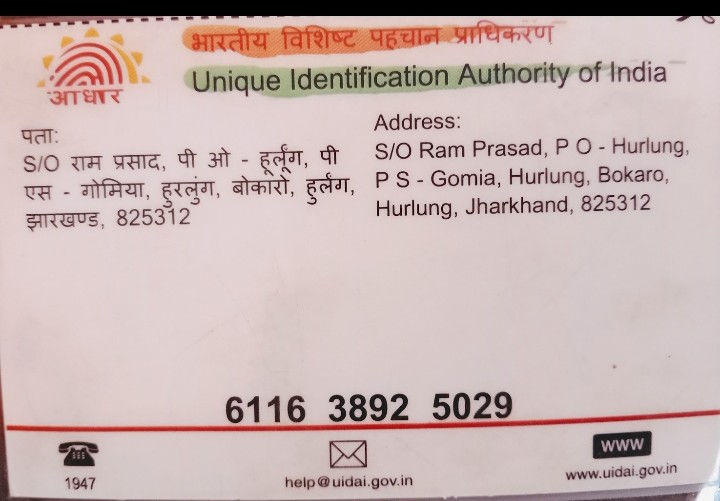 भारतीय विशिष्ट पहचान प्राधिकरण
Unique Identification Authority of India
आधार
पता:
S/O राम प्रसाद, पी ओ - हूर्लूंग, पी
एस - गोमिया, हुरलुंग, बोकारो, हुर्लंग,
झारखण्ड, 825312
Address:
S/O Ram Prasad, P O - Hurlung,
P S - Gomia, Hurlung, Bokaro,
Hurlung, Jharkhand, 825312
6116 3892 5029
1947
help@uidai.gov.in
www
www.uidai.gov.in